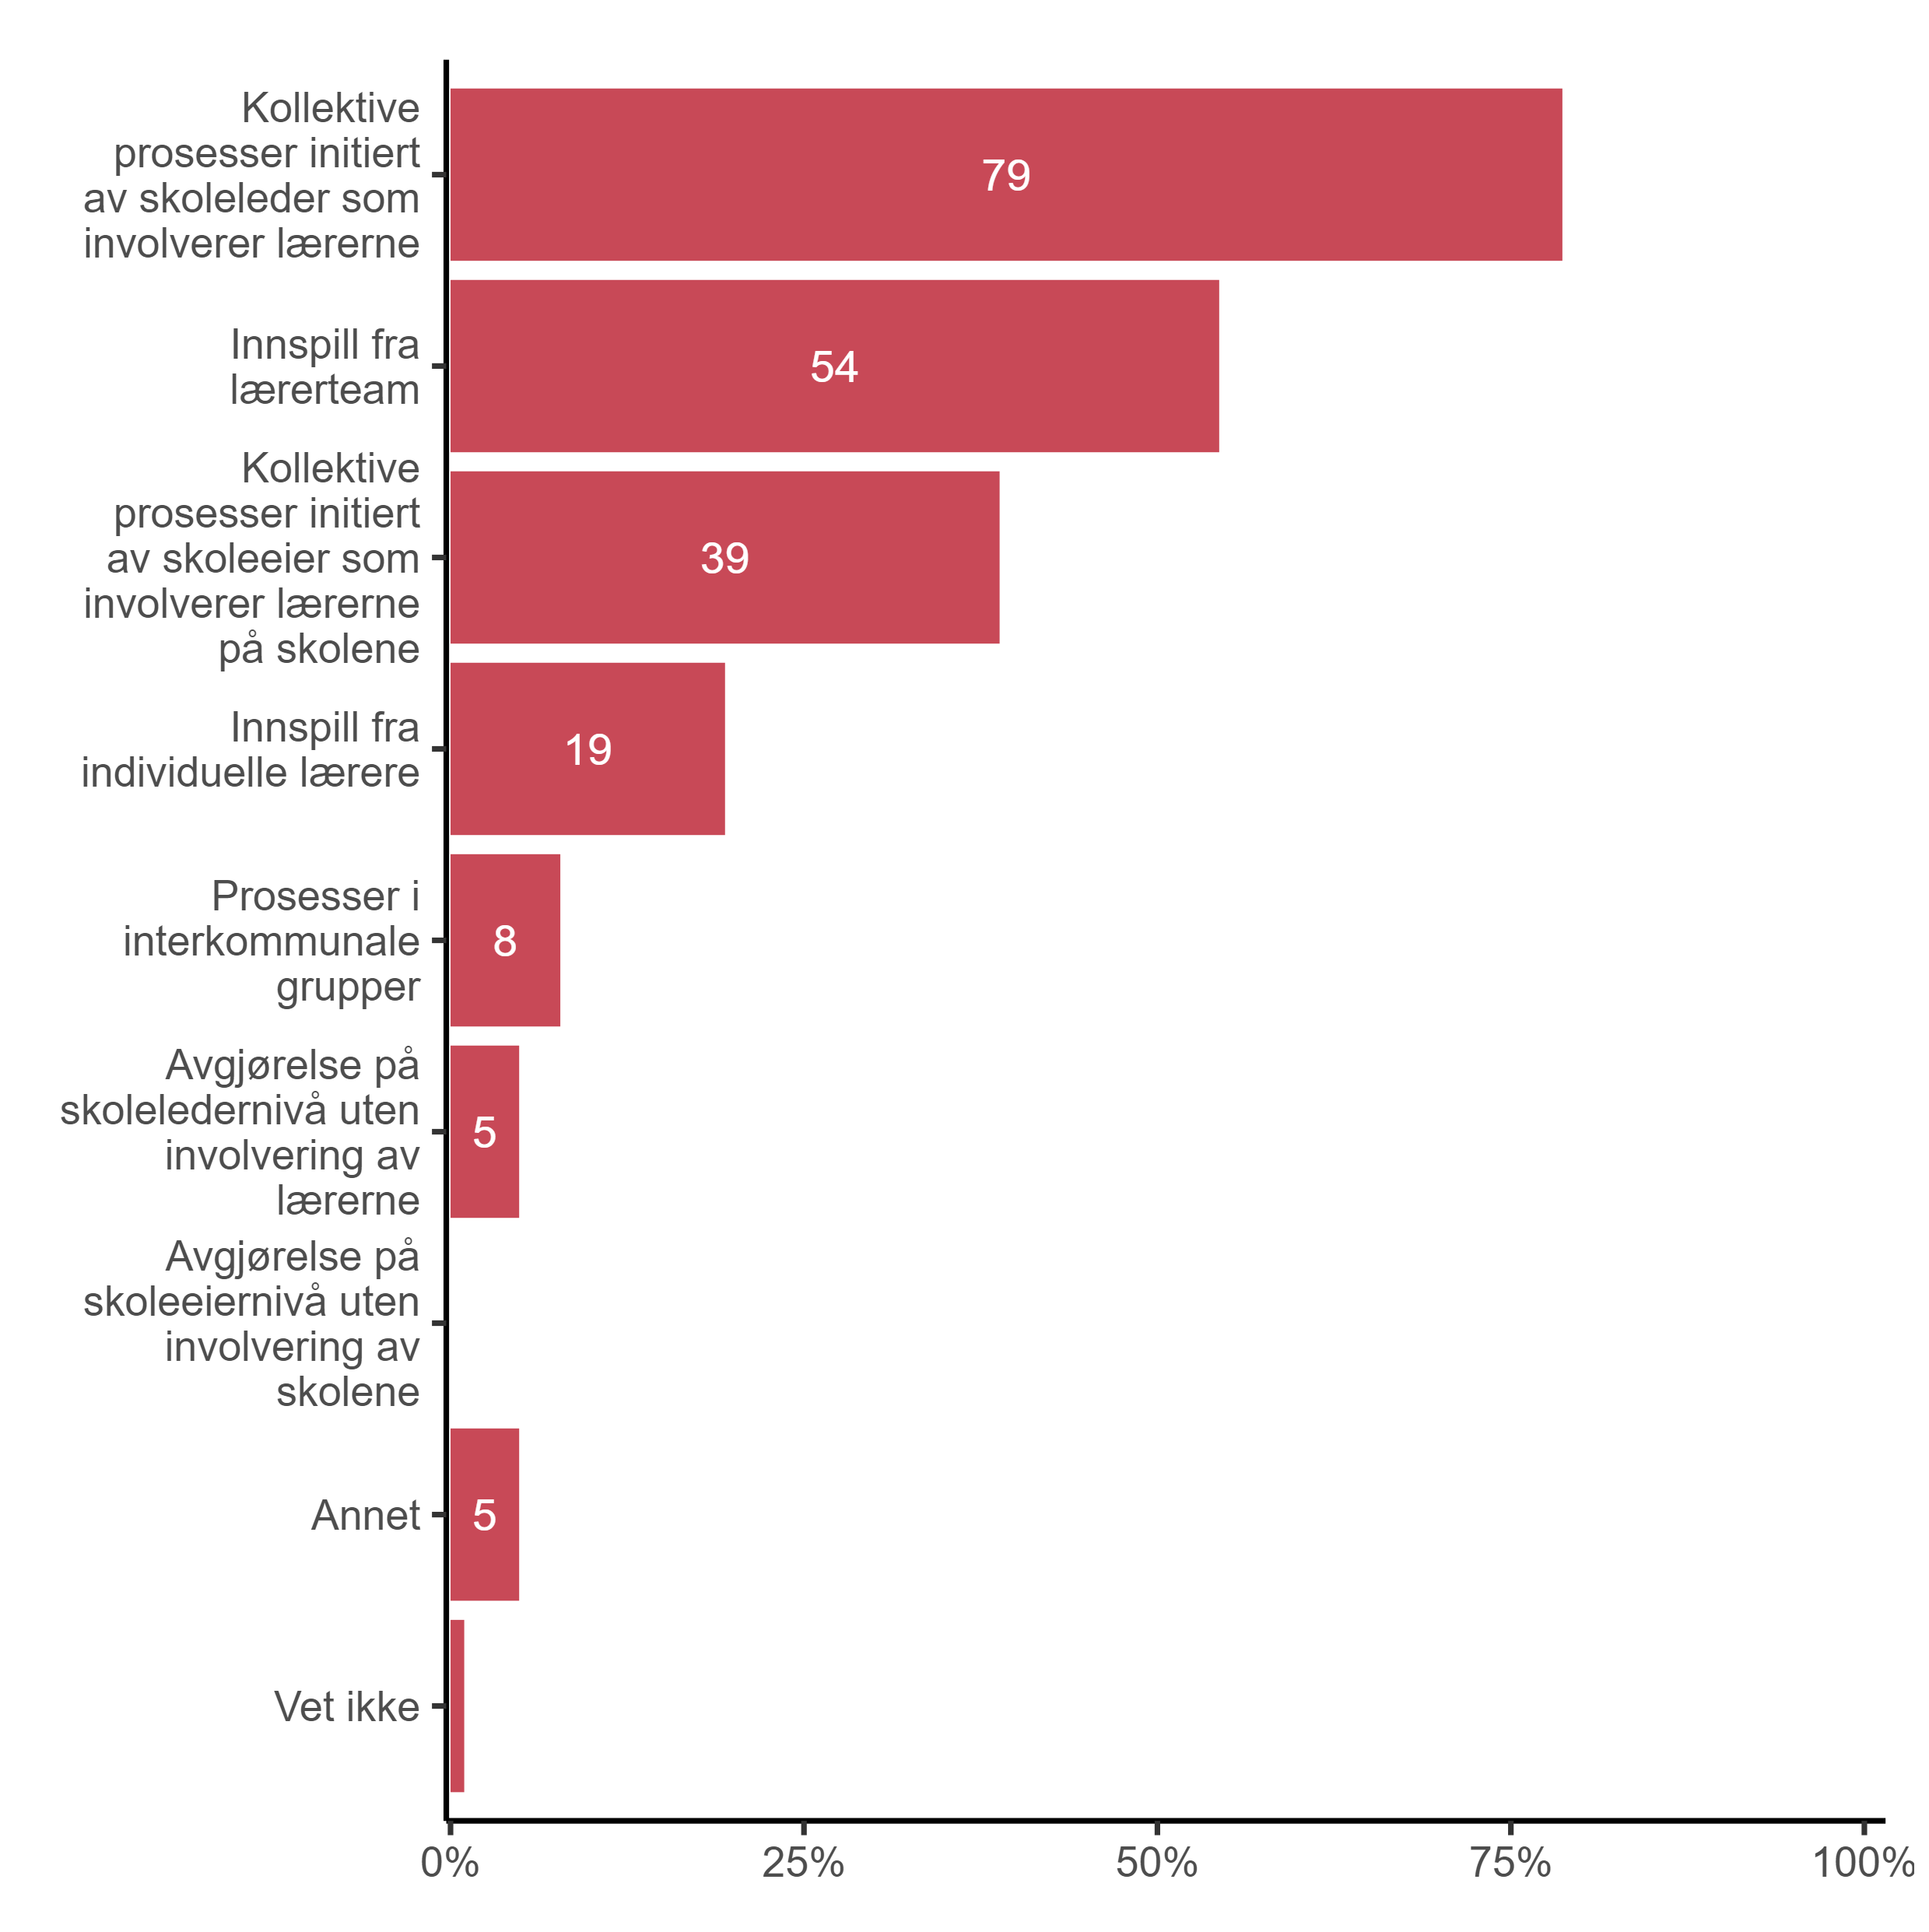 Kollektive
prosesser initiert
av skoleleder som
involverer lærerne
79
Innspill fra
lærerteam
54
Kollektive
prosesser initiert
av skoleeier som
involverer lærerne
på skolene
39
Innspill fra
individuelle lærere
19
Prosesser i
interkommunale
grupper
8
Avgjørelse på
skoleledernivå uten
involvering av
lærerne
5
Avgjørelse på
skoleeiernivå uten
involvering av
skolene
Annet
5
Vet ikke
0% 25% 50% 75% 100%